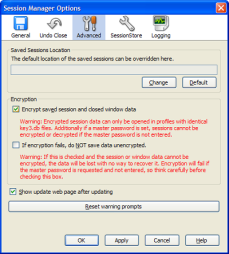 Session Manager Options
General
Undo Close
Advanced
SessionStore
Logging
Saved Sessions Location
The default location of the saved sessions can be overridden here.
Change
Default
Encryption
Encrypt saved session and closed window data
Warning: Encrypted session data can only be opened in profiles with identical
key3.db files. Additionally if a master password is set, sessions cannot be
encrypted or decrypted if the master password is not entered.
If encryption fails, do NOT save data unencrypted.
Warning: If this is checked and the session or window data cannot be
encrypted, the data will be lost with no way to recover it. Encryption will fail if
the master password is requested and not entered, so think carefully before
checking this box.
Show update web page after updating
Reset warning prompts
OK
Apply
Cancel
Help